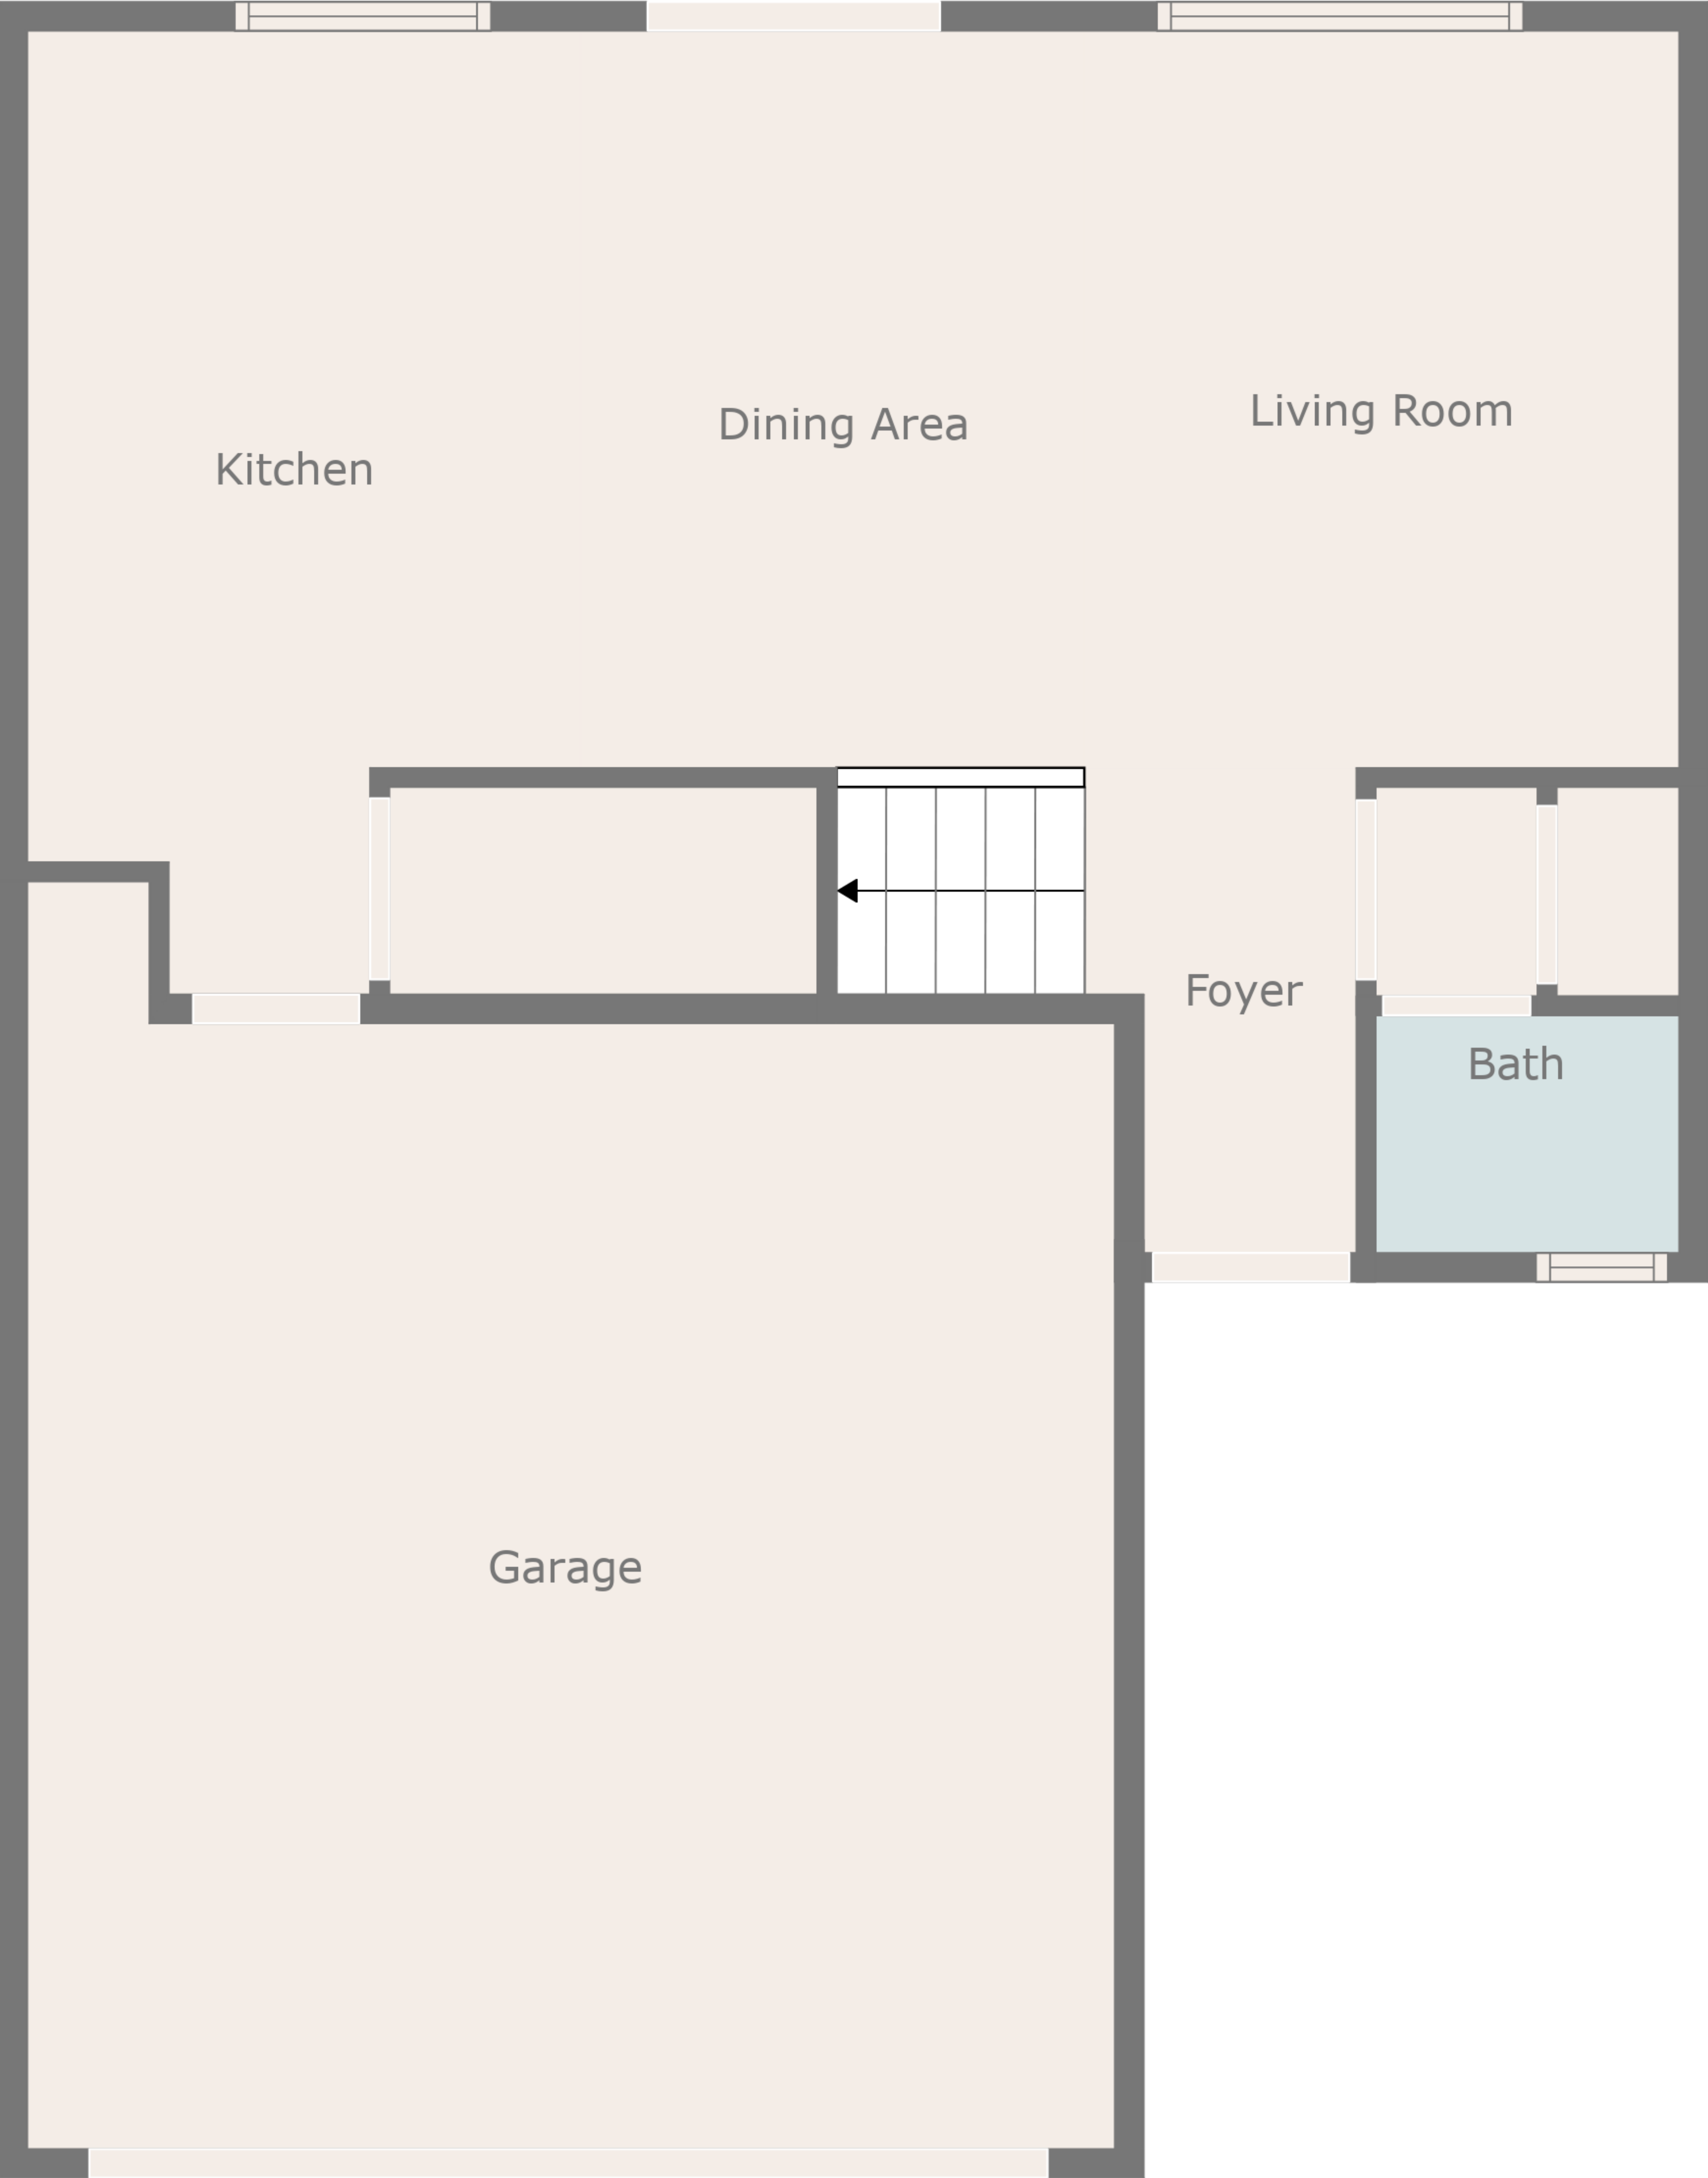 Living Room
Dining Area
Kitchen
Foyer
Bath
Garage